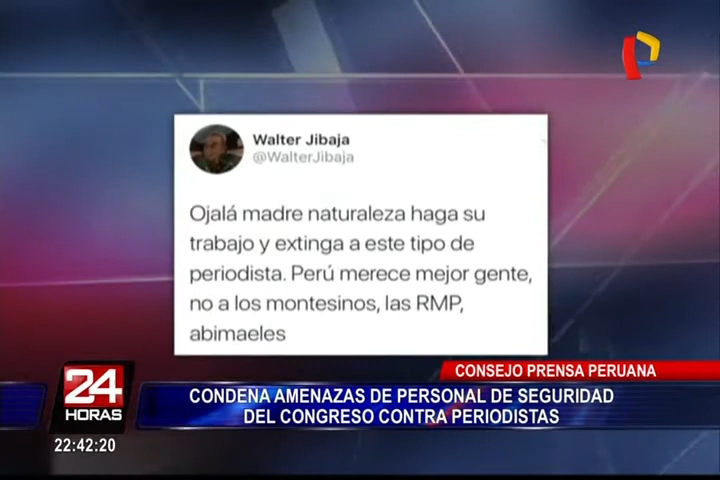 Walter Jibaja
@WalterJibaja
Ojalá madre naturaleza haga su
trabajo y extinga a este tipo de
periodista. Perú merece mejor gente,
no a los montesinos, las RMP,
abimaeles
CONSEJO PRENSA PERUANA
24
HORAS
CONDENA AMENAZAS DE PERSONAL DE SEGURIDAD
DEL CONGRESO CONTRA PERIODISTAS
22:42:20